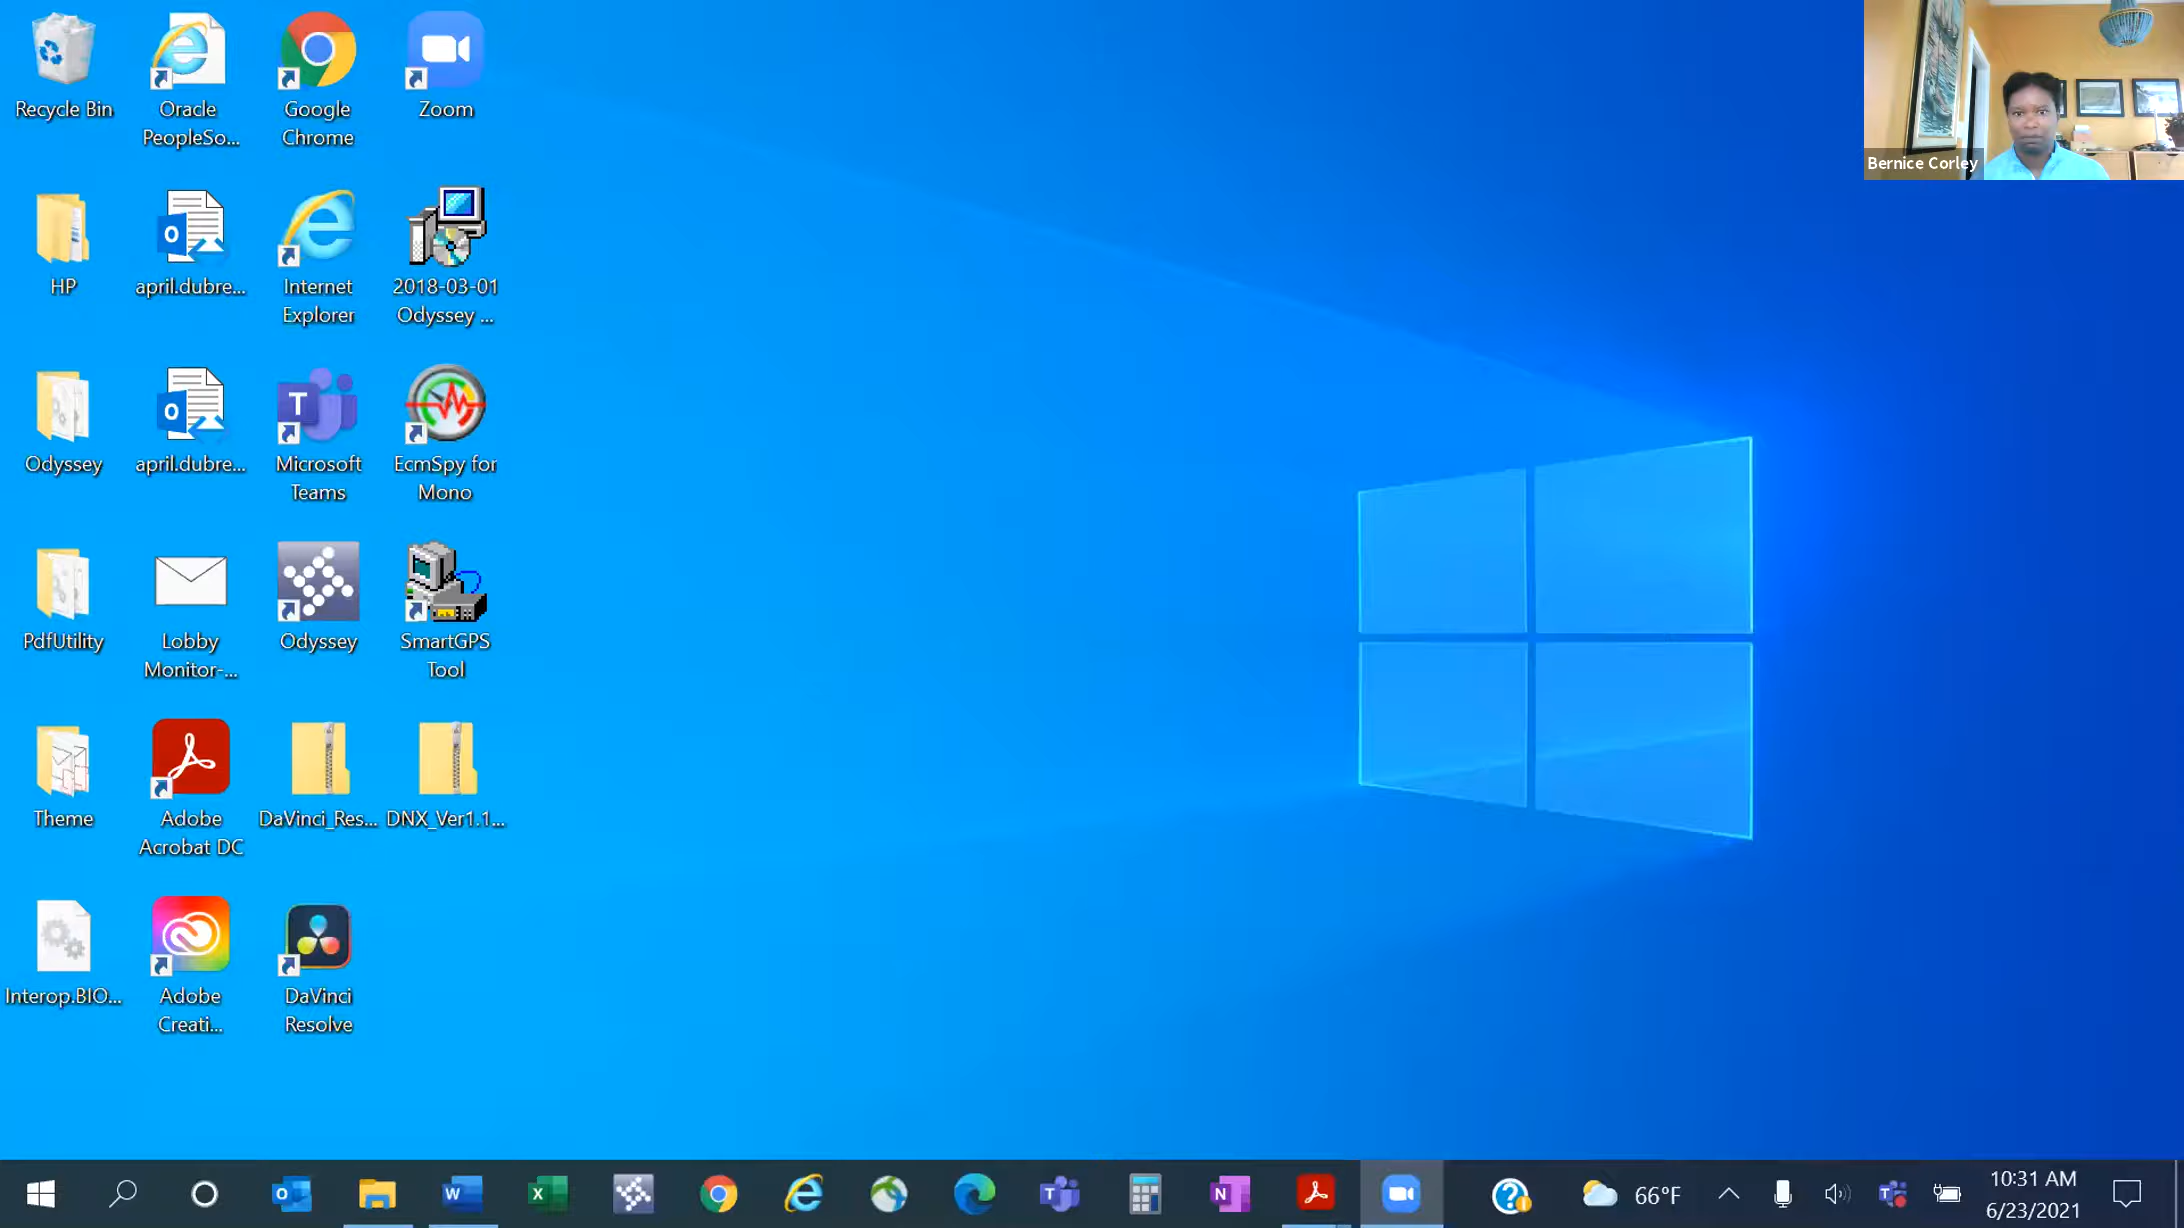 Recycle Bin
Oracle
PeopleSo...
Google
Chrome
Zoom
Bernice Corley
HP
april.dubre...
Internet
Explorer
2018-03-01
Odyssey ...
Odyssey
april.dubre...
Microsoft
Teams
EcmSpy for
Mono
PdfUtility
Lobby
Monitor-...
Odyssey
SmartGPS
Tool
Theme
Adobe
Acrobat DC
DaVinci_Res...
DNX_Ver1.1...
Interop.BIO...
Adobe
Creati...
DaVinci
Resolve
66°F
10:31 AM
6/23/2021